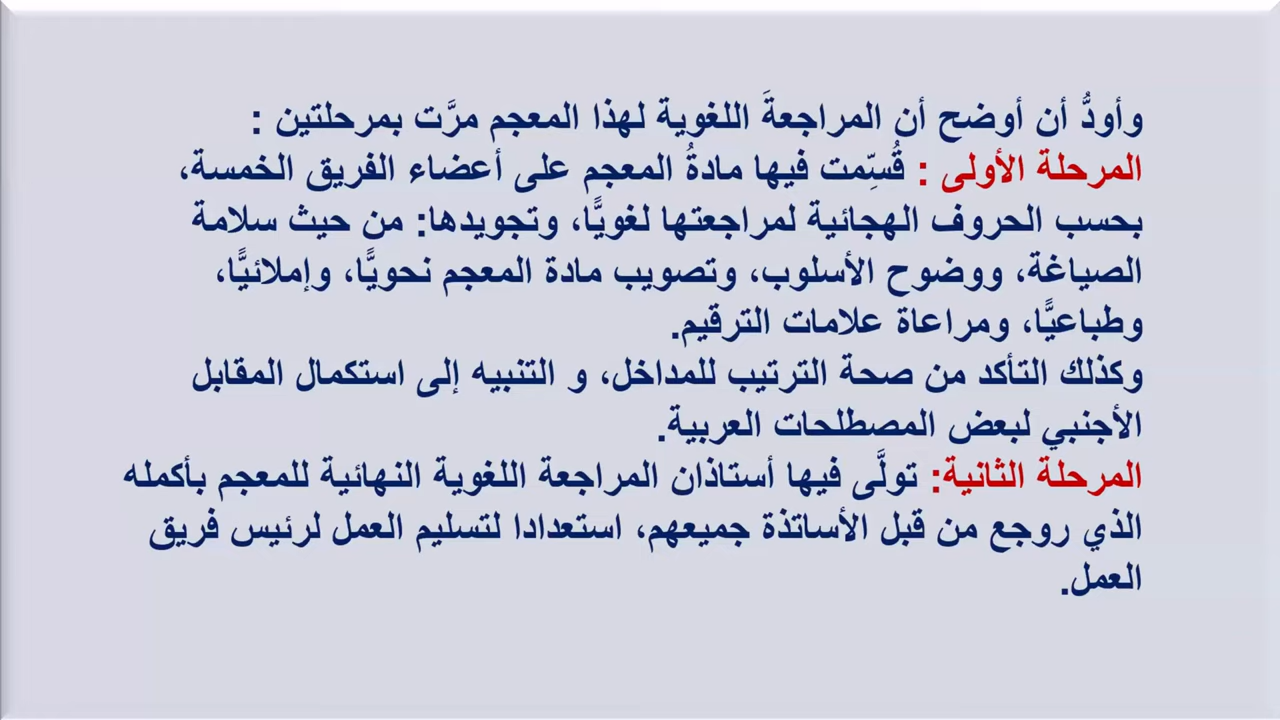 وأودُّ أن أوضح أن المراجعةَ اللغوية لهذا المعجم مرَّت بمرحلتين :
المرحلة الأولى : قُسِّمت فيها مادةُ المعجم على أعضاء الفريق الخمسة،
بحسب الحروف الهجائية لمراجعتها لغويًّا، وتجويدها: من حيث سلامة
الصياغة، ووضوح الأسلوب، وتصويب مادة المعجم نحويًّا، وإملائيًّا،
وطباعيًّا، ومراعاة علامات الترقيم.
وكذلك التأكد من صحة الترتيب للمداخل، و التنبيه إلى استكمال المقابل
الأجنبي لبعض المصطلحات العربية.
المرحلة الثانية: تولَّى فيها أستاذان المراجعة اللغوية النهائية للمعجم بأكمله
الذي روجع من قبل الأساتذة جميعهم، استعدادا لتسليم العمل لرئيس فريق
العمل.